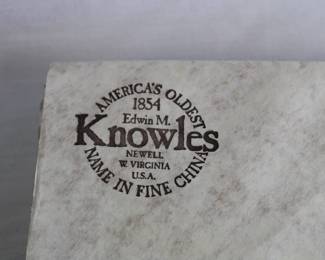 AMERICA'S OLDEST
1854
Edwin M.
Knowles
NEWELL
W. VIRGINIA
U.S.A.
NAME IN FINE CHINA